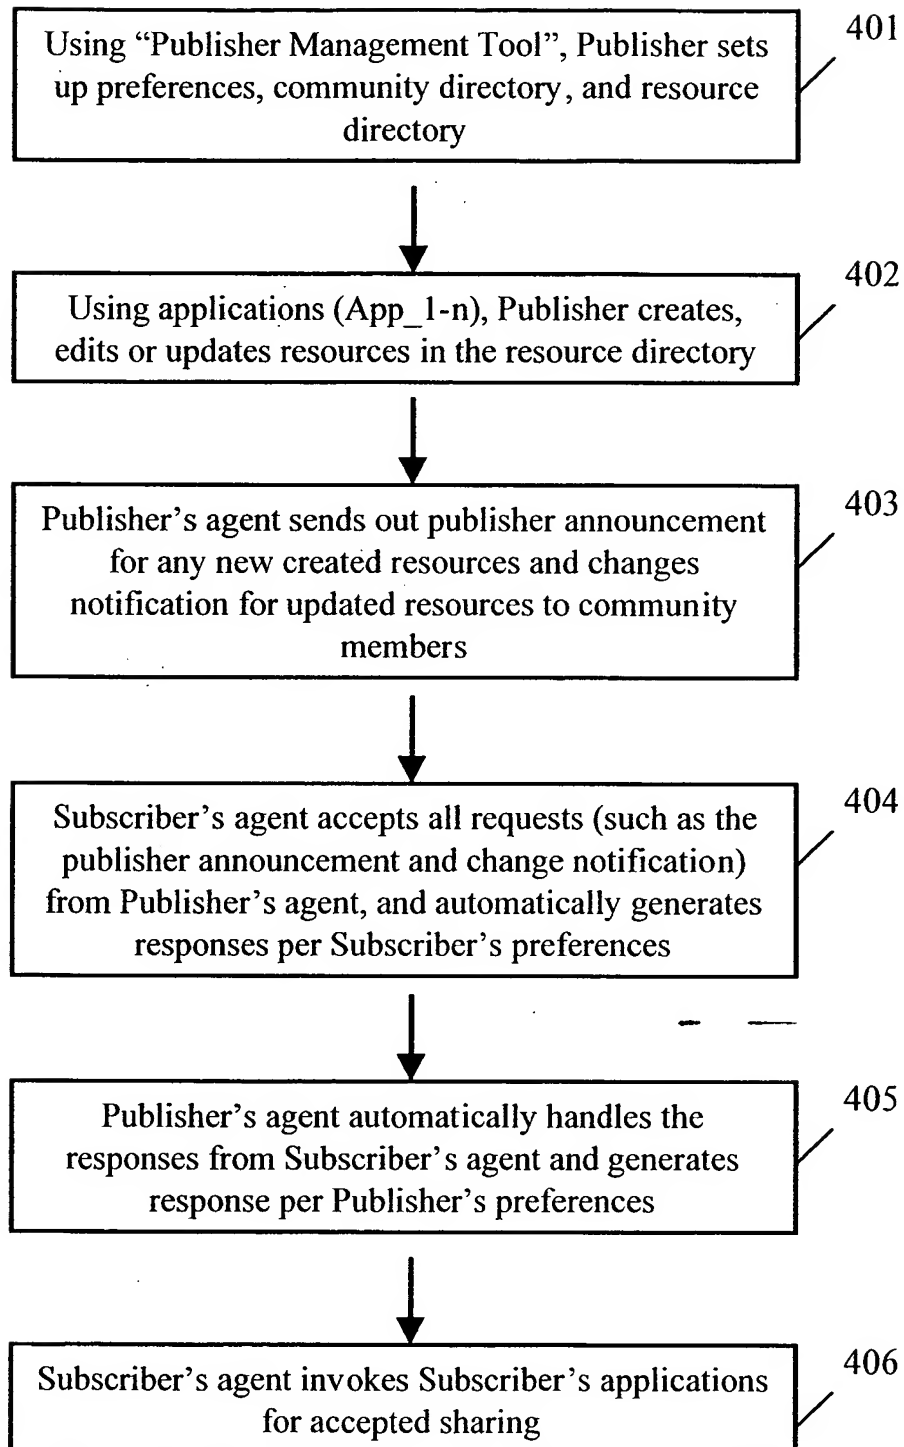 Using “Publisher Management Tool”, Publisher sets
up preferences, community directory, and resource
directory
401
Using applications (App_1-n), Publisher creates,
edits or updates resources in the resource directory
402
Publisher’s agent sends out publisher announcement
for any new created resources and changes
notification for updated resources to community
members
403
Subscriber’s agent accepts all requests (such as the
publisher announcement and change notification)
from Publisher’s agent, and automatically generates
responses per Subscriber’s preferences
404
Publisher’s agent automatically handles the
responses from Subscriber’s agent and generates
response per Publisher’s preferences
405
Subscriber’s agent invokes Subscriber’s applications
for accepted sharing
406